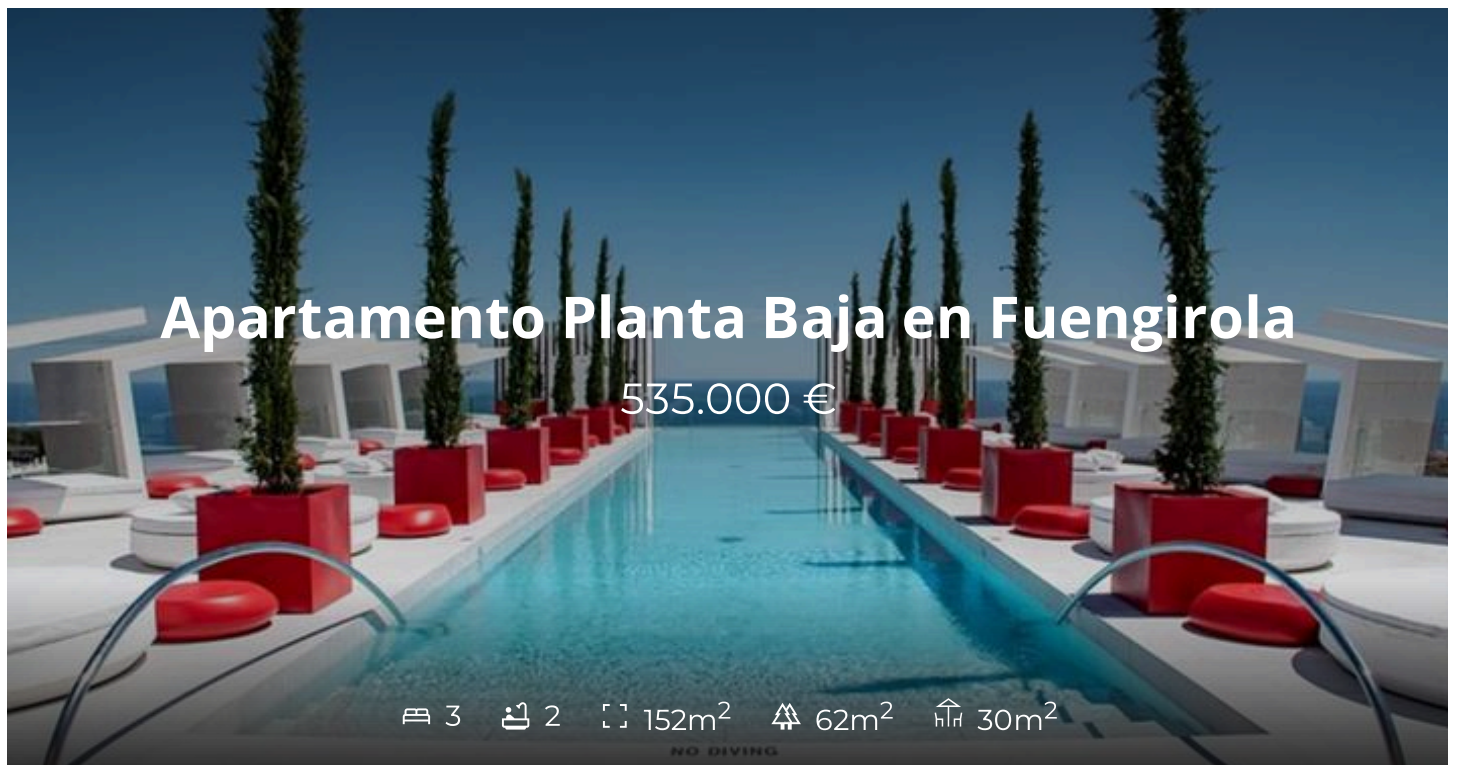 Apartamento Planta Baja en Fuengirola
535.000 €
3 2 152m² 62m² 30m²
NO DIVING